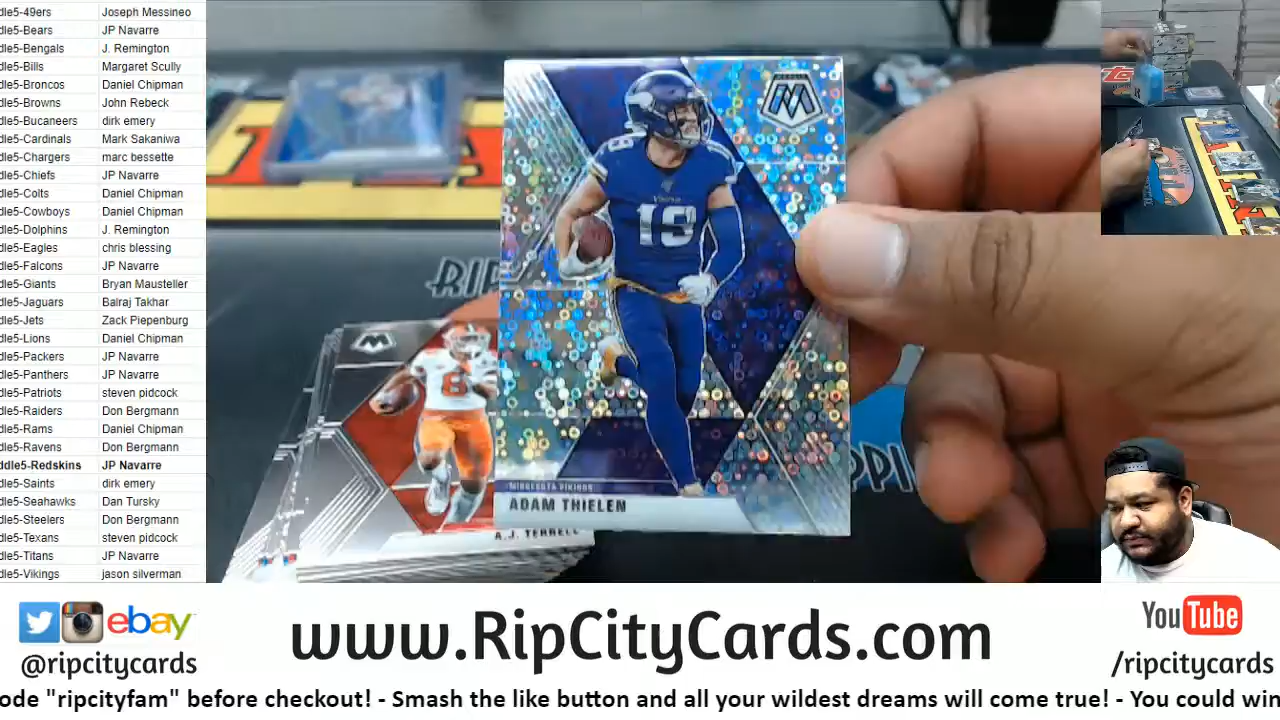 dle5-49ers Joseph Messineo
dle5-Bears JP Navarre
dle5-Bengals J. Remington
dle5-Bills Margaret Scully
dle5-Broncos Daniel Chipman
dle5-Browns John Rebeck
dle5-Bucaneers dirk emery
dle5-Cardinals Mark Sakaniwa
dle5-Chargers marc bessette
dle5-Chiefs JP Navarre
dle5-Colts Daniel Chipman
dle5-Cowboys Daniel Chipman
dle5-Dolphins J. Remington
dle5-Eagles chris blessing
dle5-Falcons JP Navarre
dle5-Giants Bryan Mausteller
dle5-Jaguars Balraj Takhar
dle5-Jets Zack Piepenburg
dle5-Lions Daniel Chipman
dle5-Packers JP Navarre
dle5-Panthers JP Navarre
dle5-Patriots steven pidcock
dle5-Raiders Don Bergmann
dle5-Rams Daniel Chipman
dle5-Ravens Don Bergmann
ddle5-Redskins JP Navarre
dle5-Saints dirk emery
dle5-Seahawks Dan Tursky
dle5-Steelers Don Bergmann
dle5-Texans steven pidcock
dle5-Titans JP Navarre
dle5-Vikings jason silverman
MOSAIC
M
19
Vikings
MINNESOTA VIKINGS
ADAM THIELEN
M
8
A.J. TERRELL
RIP
PPI
ebay
@ripcitycards
www.RipCityCards.com
YouTube
/ripcitycards
ode "ripcityfam" before checkout! - Smash the like button and all your wildest dreams will come true! - You could win